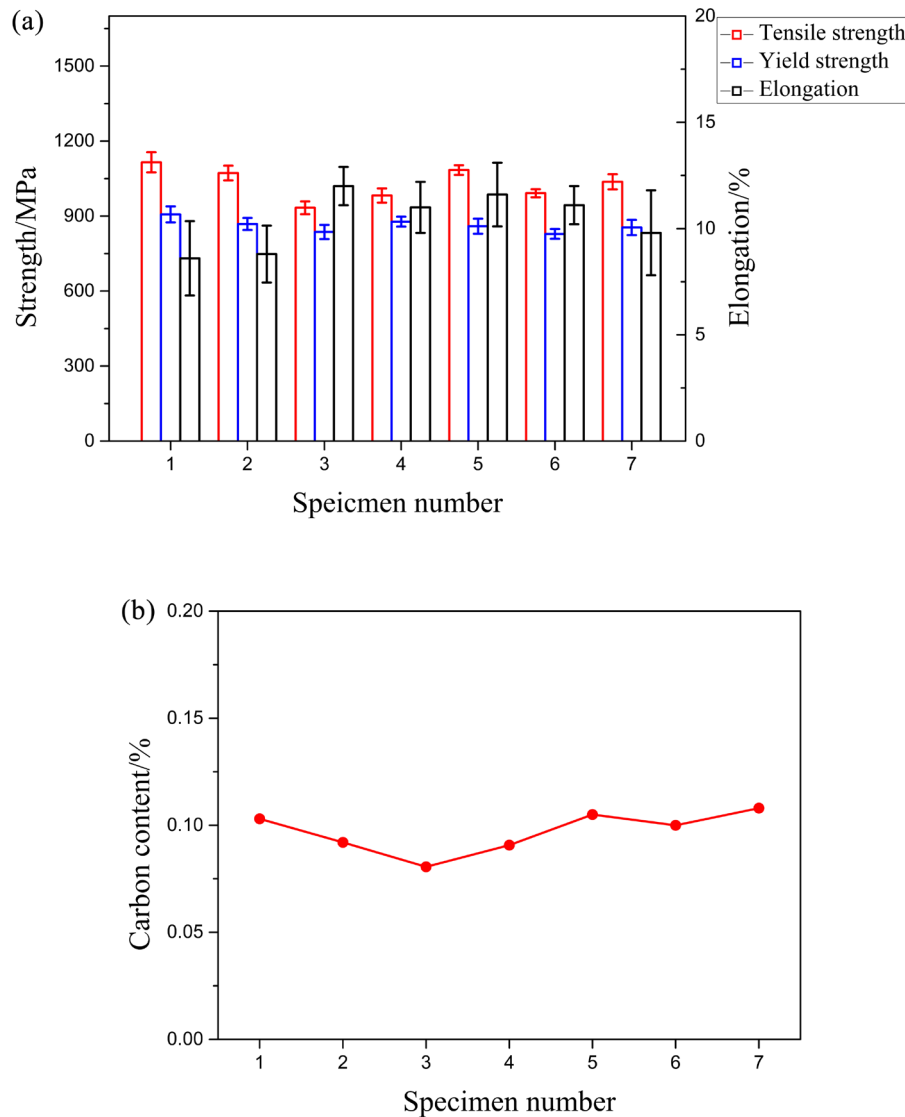 (a)
Tensile strength
Yield strength
Elongation
1500
1200
900
600
300
0
Strength/MPa
20
15
10
5
0
Elongation/%
1 2 3 4 5 6 7
Speicmen number
(b)
0.20
0.15
0.10
0.05
0.00
Carbon content/%
1 2 3 4 5 6 7
Specimen number